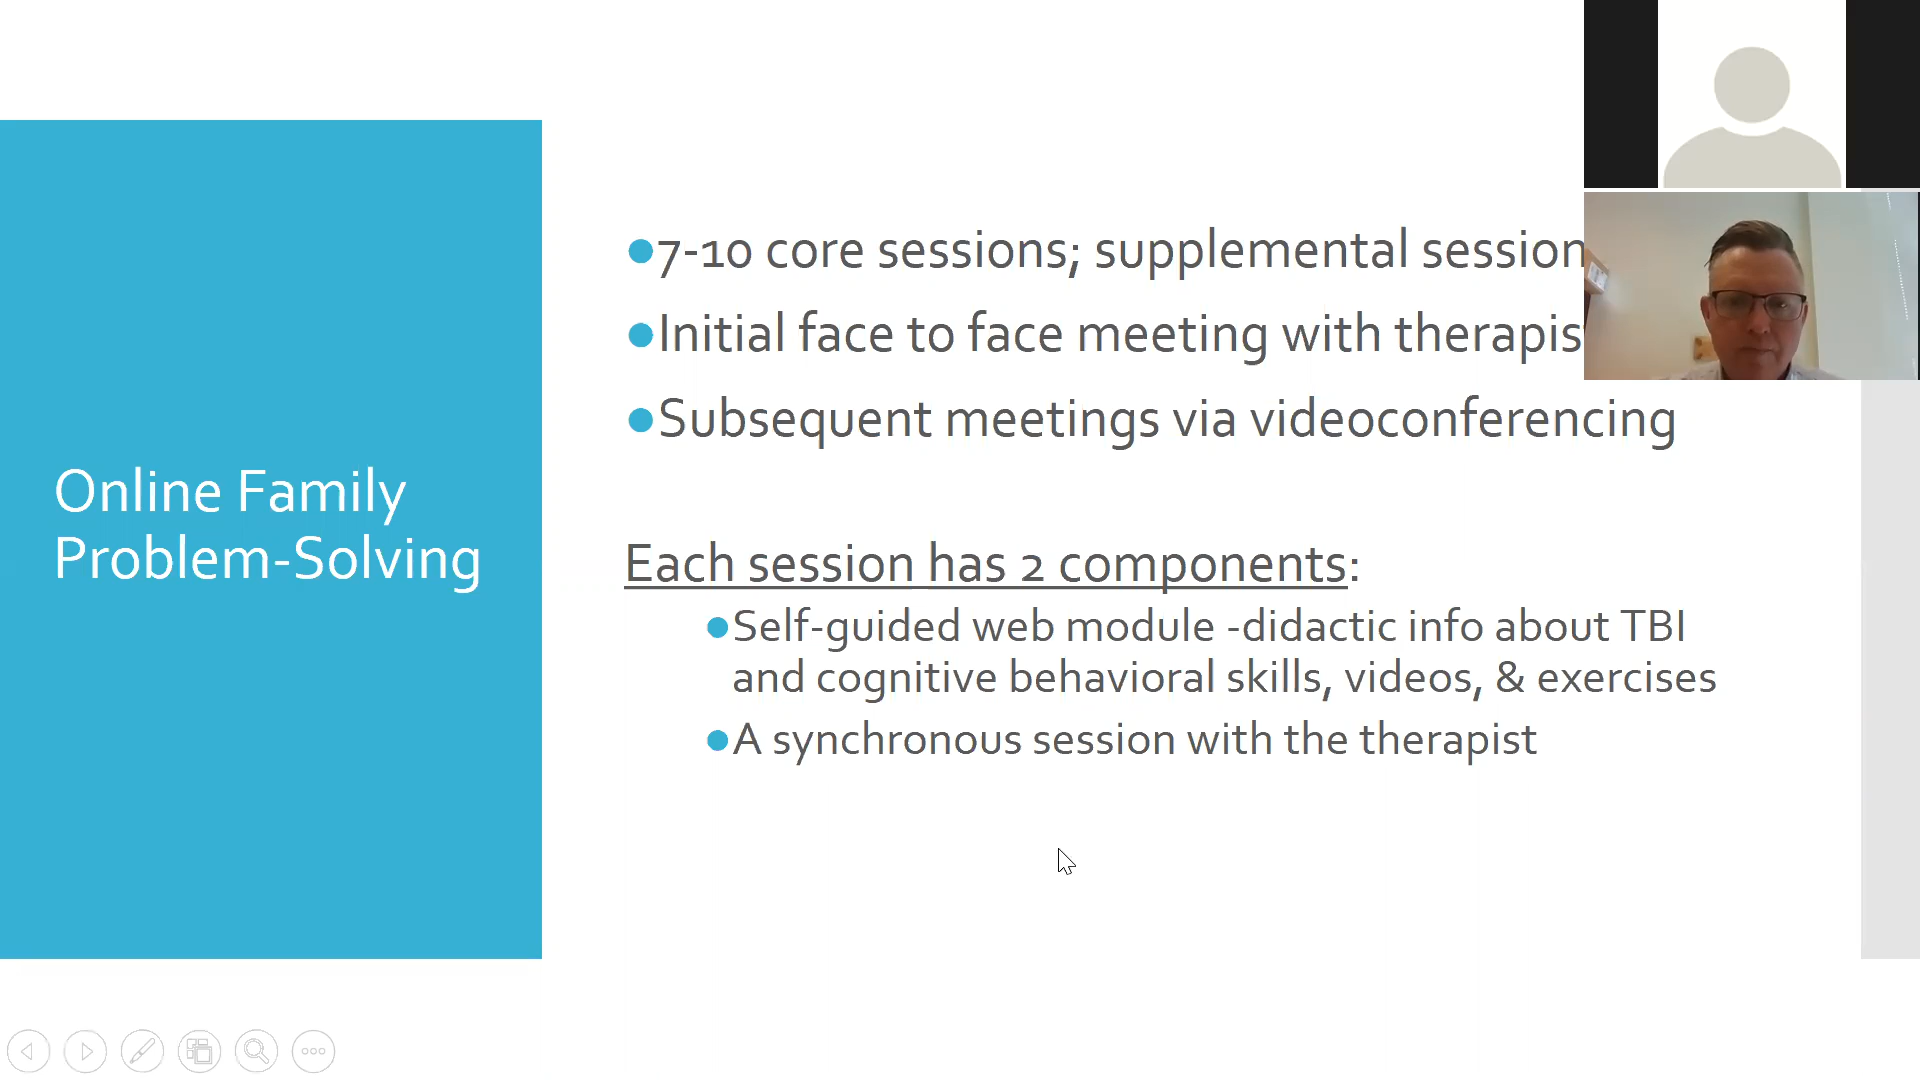 Online Family
Problem-Solving
7-10 core sessions; supplemental session
Initial face to face meeting with therapis
Subsequent meetings via videoconferencing
Each session has 2 components:
Self-guided web module -didactic info about TBI
and cognitive behavioral skills, videos, & exercises
A synchronous session with the therapist